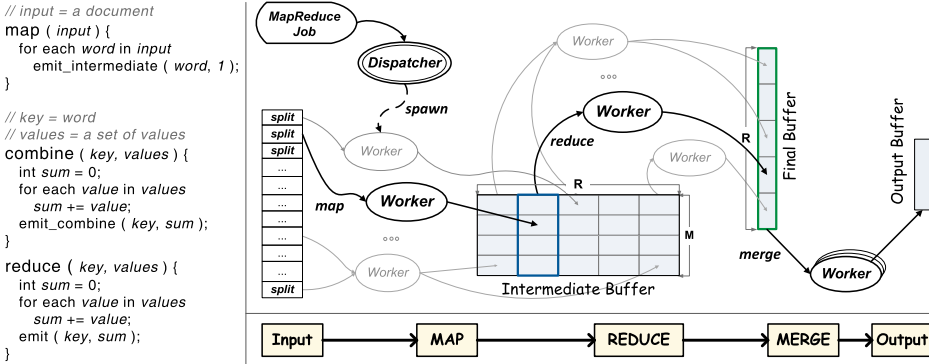 // input = a document
map ( input ) {
for each word in input
emit_intermediate ( word, 1 );
}
// key = word
// values = a set of values
combine ( key, values ) {
int sum = 0;
for each value in values
sum += value;
emit_combine ( key, sum );
}
reduce ( key, values ) {
int sum = 0;
for each value in values
sum += value;
emit ( key, sum );
}
MapReduce
Job
Dispatcher
spawn
split
split
split
...
...
...
...
...
...
split
map
Worker
Worker
Worker
Worker
Worker
Worker
reduce
R
M
Intermediate Buffer
R
Final Buffer
merge
Worker
Output Buffer
Input
MAP
REDUCE
MERGE
Output